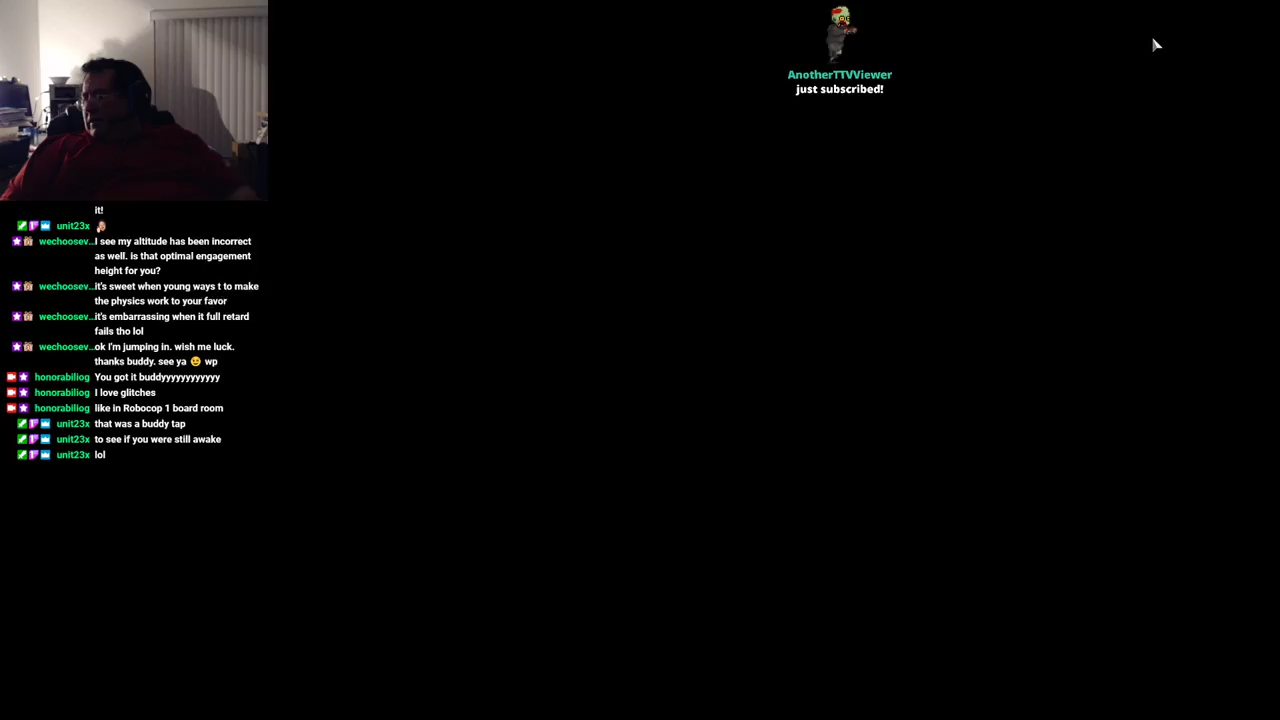 AnotherTTVViewer
just subscribed!
it!
unit23x
wechoosev... I see my altitude has been incorrect
as well. is that optimal engagement
height for you?
wechoosev... it's sweet when young ways t to make
the physics work to your favor
wechoosev... it's embarrassing when it full retard
fails tho lol
wechoosev... ok I'm jumping in. wish me luck.
thanks buddy. see ya 😉 wp
honorabiliog You got it buddyyyyyyyyyyyy
honorabiliog I love glitches
honorabiliog like in Robocop 1 board room
unit23x that was a buddy tap
unit23x to see if you were still awake
unit23x lol